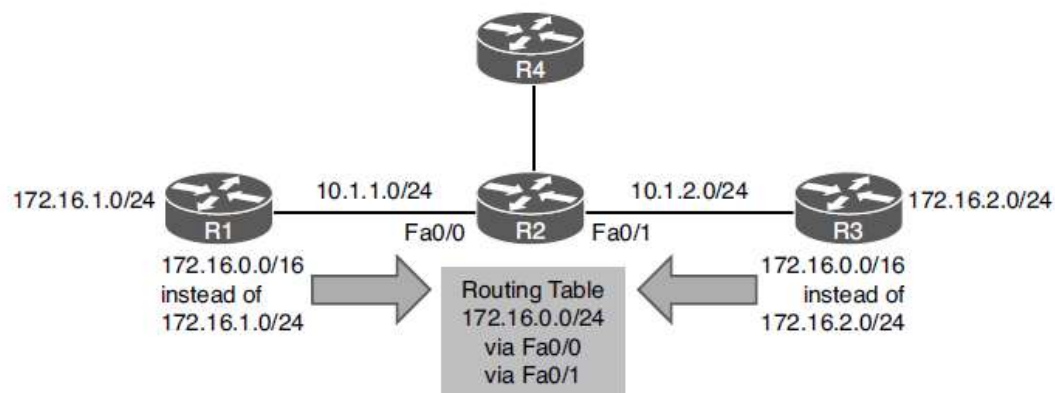 R4
172.16.1.0/24
10.1.1.0/24
10.1.2.0/24
172.16.2.0/24
R1
R2
R3
Fa0/0
Fa0/1
172.16.0.0/16
instead of
172.16.1.0/24
Routing Table
172.16.0.0/24
via Fa0/0
via Fa0/1
172.16.0.0/16
instead of
172.16.2.0/24